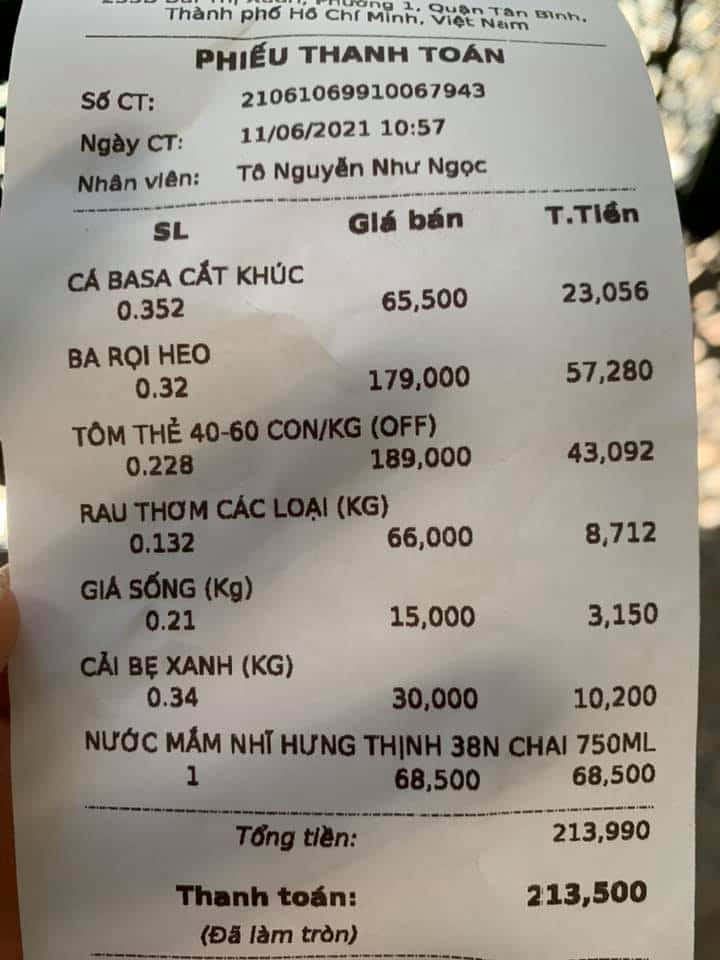 Phường 1, Quận Tân Bình,
Thành phố Hồ Chí Minh, Việt Nam
PHIẾU THANH TOÁN
Số CT: 21061069910067943
Ngày CT: 11/06/2021 10:57
Nhân viên: Tô Nguyễn Như Ngọc
SL Giá bán T.Tiền
CÁ BASA CẮT KHÚC
0.352 65,500 23,056
BA RỌI HEO
0.32 179,000 57,280
TÔM THẺ 40-60 CON/KG (OFF)
0.228 189,000 43,092
RAU THƠM CÁC LOẠI (KG)
0.132 66,000 8,712
GIÁ SỐNG (Kg)
0.21 15,000 3,150
CẢI BẸ XANH (KG)
0.34 30,000 10,200
NƯỚC MẮM NHĨ HƯNG THỊNH 38N CHAI 750ML
1 68,500 68,500
Tổng tiền: 213,990
Thanh toán: 213,500
(Đã làm tròn)